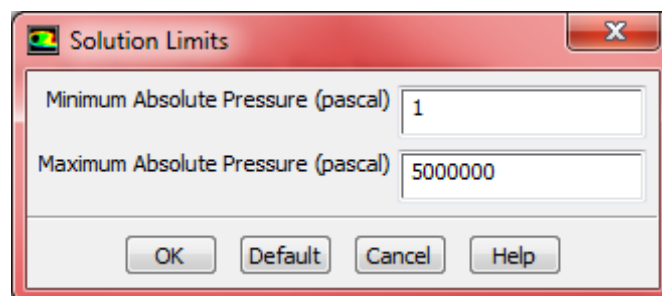 Solution Limits
Minimum Absolute Pressure (pascal) 1
Maximum Absolute Pressure (pascal) 5000000
OK Default Cancel Help